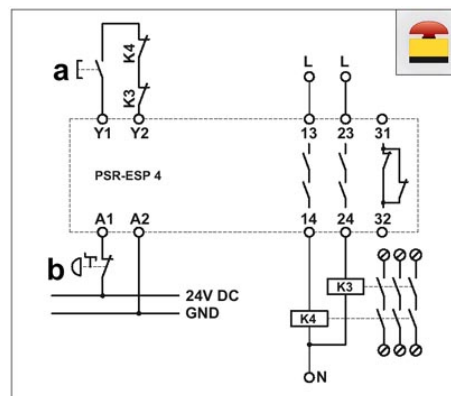 L L
a K4
K3
Y1 Y2 13 23 31
PSR-ESP 4
A1 A2 14 24 32
b
K3
24V DC
K4
GND
N